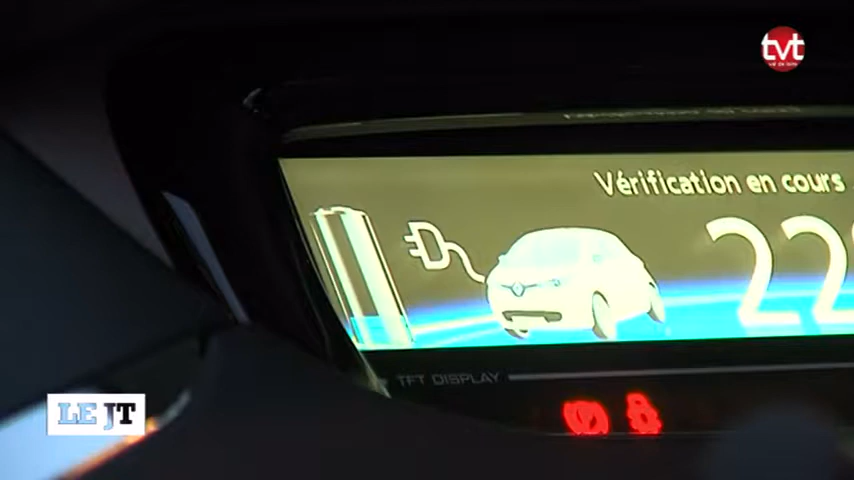 tvt
Vérification en cours
22
TFT DISPLAY
LE JT